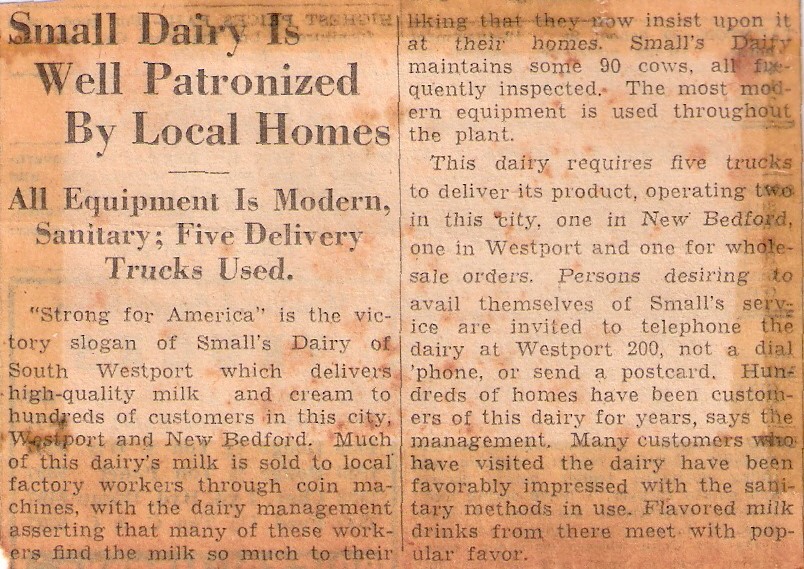 Small Dairy Is
Well Patronized
By Local Homes
All Equipment Is Modern,
Sanitary; Five Delivery
Trucks Used.
"Strong for America" is the vic-
tory slogan of Small's Dairy of
South Westport which delivers
high-quality milk and cream to
hundreds of customers in this city,
Westport and New Bedford. Much
of this dairy's milk is sold to local
factory workers through coin ma-
chines, with the dairy management
asserting that many of these work-
ers find the milk so much to their
liking that they now insist upon it
at their homes. Small's Dairy
maintains some 90 cows, all fre-
quently inspected. The most mod-
ern equipment is used throughout
the plant.
This dairy requires five trucks
to deliver its product, operating two
in this city, one in New Bedford,
one in Westport and one for whole-
sale orders. Persons desiring to
avail themselves of Small's serv-
ice are invited to telephone the
dairy at Westport 200, not a dial
'phone, or send a postcard. Hun-
dreds of homes have been custom-
ers of this dairy for years, says the
management. Many customers who
have visited the dairy have been
favorably impressed with the sani-
tary methods in use. Flavored milk
drinks from there meet with pop-
ular favor.